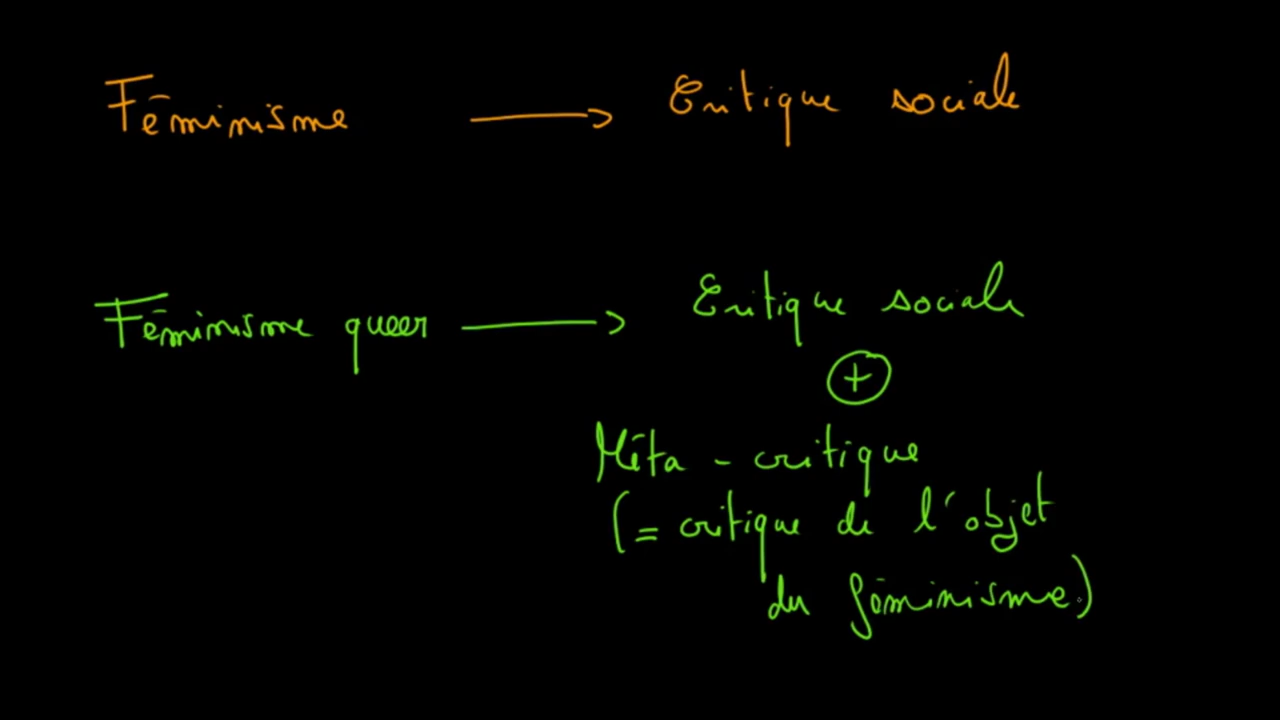 Féminisme → Critique sociale
Féminisme queer → Critique sociale
+
Méta-critique
(= critique de l'objet
du féminisme)